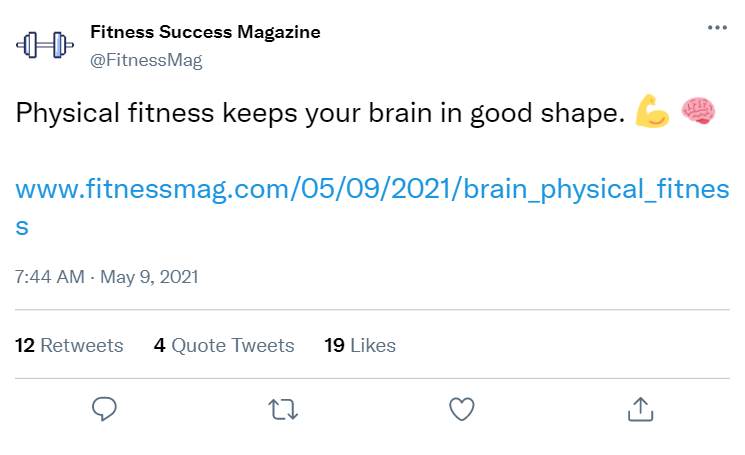 Fitness Success Magazine
@FitnessMag
Physical fitness keeps your brain in good shape. 💪 🧠
www.fitnessmag.com/05/09/2021/brain_physical_fitnes
s
7:44 AM · May 9, 2021
12 Retweets 4 Quote Tweets 19 Likes